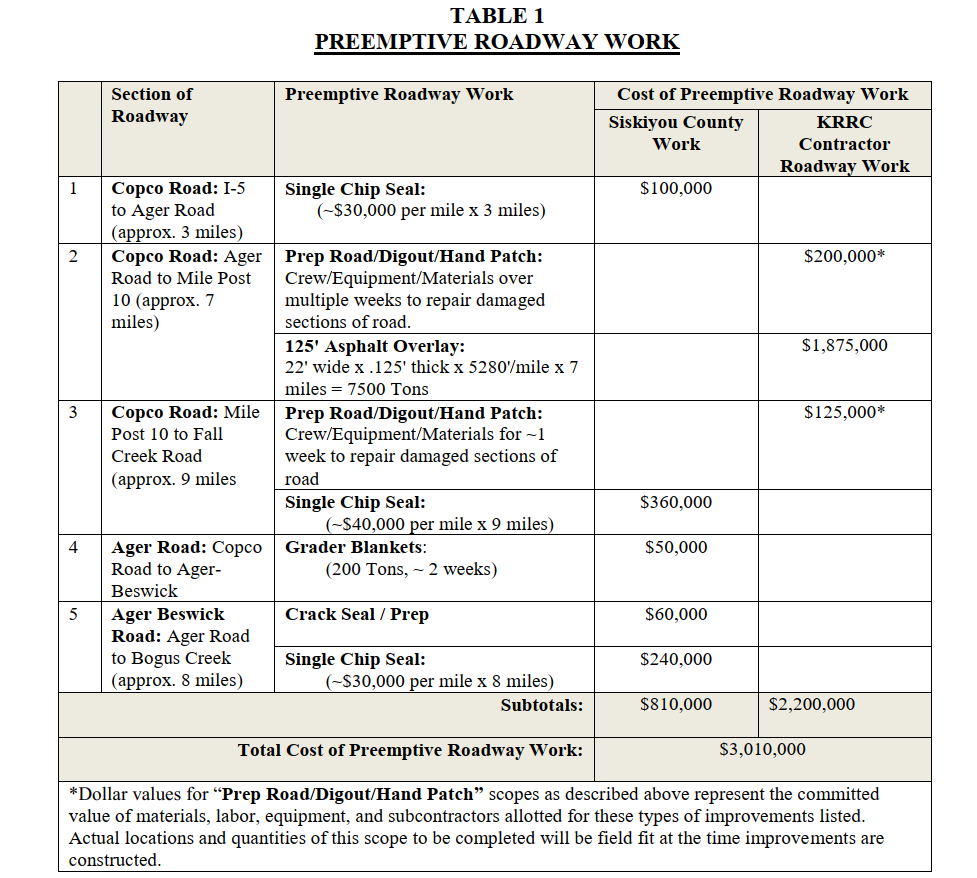 TABLE 1
PREEMPTIVE ROADWAY WORK
Section of
Roadway
Preemptive Roadway Work
Cost of Preemptive Roadway Work
Siskiyou County
Work
KRRC
Contractor
Roadway Work
1
Copco Road: I-5
to Ager Road
(approx. 3 miles)
Single Chip Seal:
(~$30,000 per mile x 3 miles)
$100,000
2
Copco Road: Ager
Road to Mile Post
10 (approx. 7
miles)
Prep Road/Digout/Hand Patch:
Crew/Equipment/Materials over
multiple weeks to repair damaged
sections of road.
$200,000*
125' Asphalt Overlay:
22' wide x .125' thick x 5280'/mile x 7
miles = 7500 Tons
$1,875,000
3
Copco Road: Mile
Post 10 to Fall
Creek Road
(approx. 9 miles
Prep Road/Digout/Hand Patch:
Crew/Equipment/Materials for ~1
week to repair damaged sections of
road
$125,000*
Single Chip Seal:
(~$40,000 per mile x 9 miles)
$360,000
4
Ager Road: Copco
Road to Ager-
Beswick
Grader Blankets:
(200 Tons, ~ 2 weeks)
$50,000
5
Ager Beswick
Road: Ager Road
to Bogus Creek
(approx. 8 miles)
Crack Seal / Prep
$60,000
Single Chip Seal:
(~$30,000 per mile x 8 miles)
$240,000
Subtotals:
$810,000
$2,200,000
Total Cost of Preemptive Roadway Work:
$3,010,000
*Dollar values for “Prep Road/Digout/Hand Patch” scopes as described above represent the committed
value of materials, labor, equipment, and subcontractors allotted for these types of improvements listed.
Actual locations and quantities of this scope to be completed will be field fit at the time improvements are
constructed.